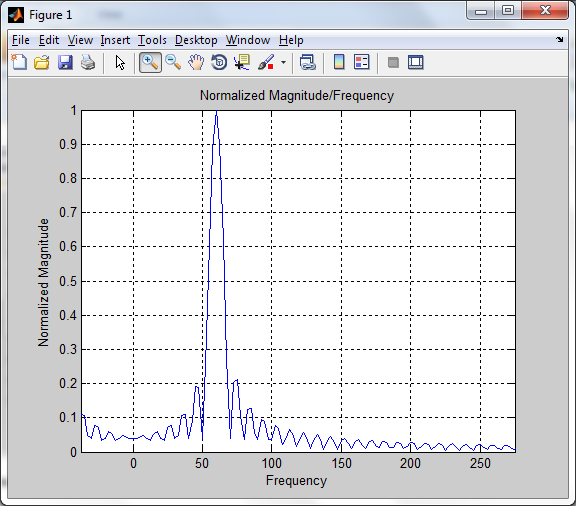 Figure 1
File Edit View Insert Tools Desktop Window Help
Normalized Magnitude/Frequency
1
0.9
0.8
0.7
0.6
0.5
0.4
0.3
0.2
0.1
0
Normalized Magnitude
0 50 100 150 200 250
Frequency